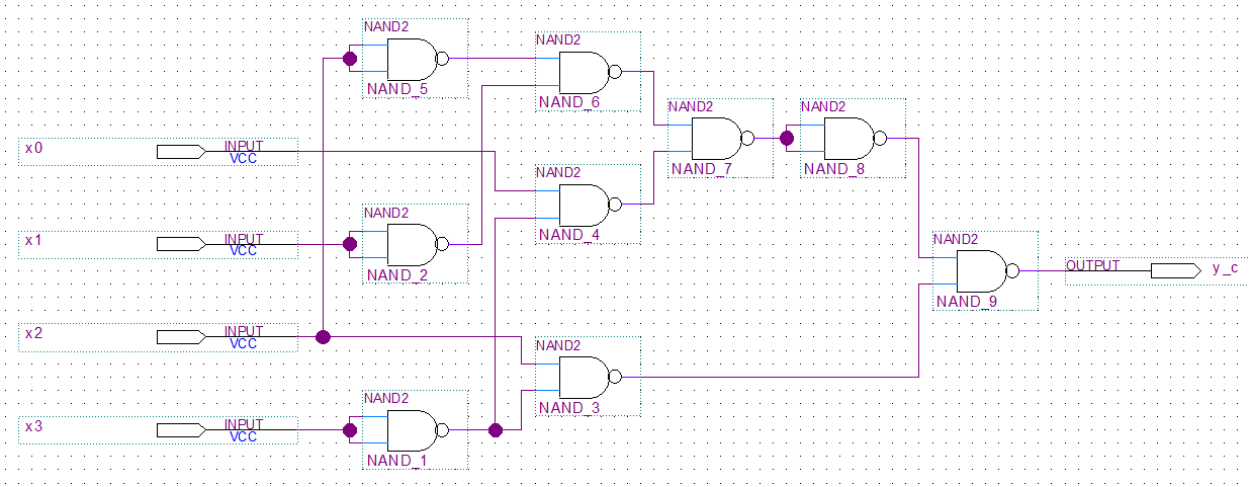 NAND2
NAND_5
NAND2
NAND_6
NAND2
NAND_7
NAND2
NAND_8
x0
INPUT
VCC
NAND2
NAND_4
x1
INPUT
VCC
NAND2
NAND_2
NAND2
NAND_9
OUTPUT
y_c
x2
INPUT
VCC
NAND2
NAND_3
x3
INPUT
VCC
NAND2
NAND_1